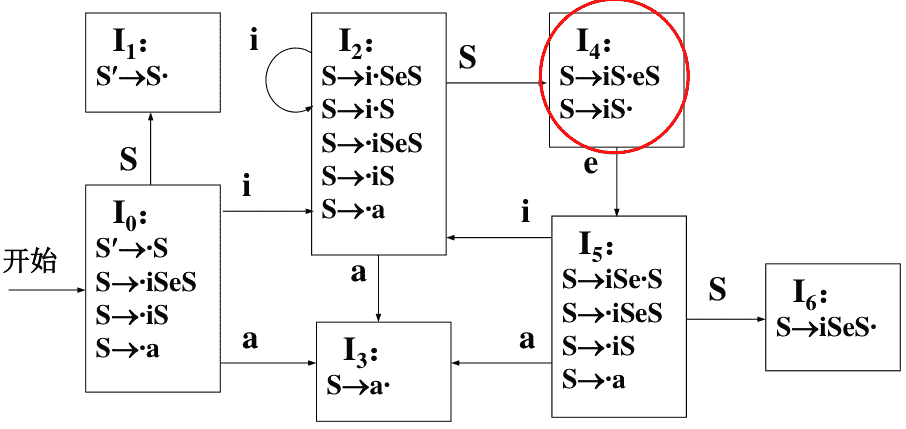 I₁：
S′→S·
i
I₂：
S→i·SeS
S→i·S
S→·iSeS
S→·iS
S→·a
S
I₄：
S→iS·eS
S→iS·
S
i
e
I₀：
S′→·S
S→·iSeS
S→·iS
S→·a
开始
i
I₅：
S→iSe·S
S→·iSeS
S→·iS
S→·a
a
S
I₆：
S→iSeS·
a
I₃：
S→a·
a